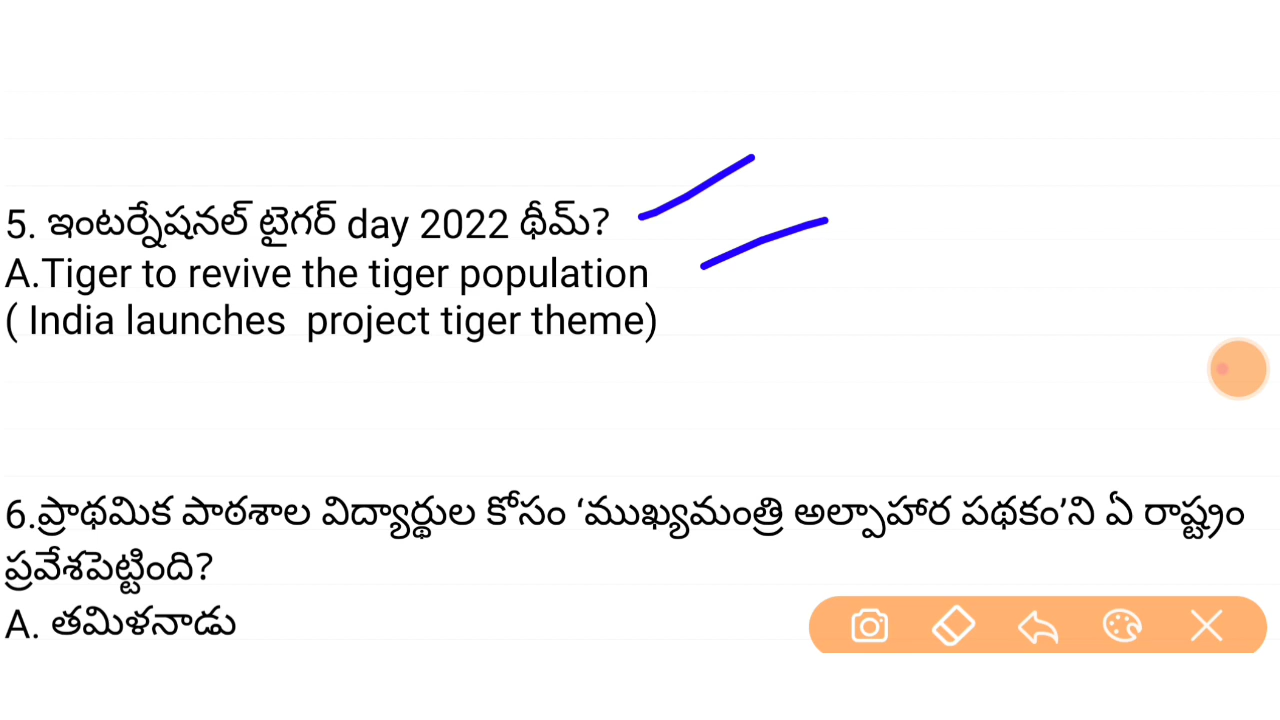 5. ఇంటర్నేషనల్ టైగర్ day 2022 థీమ్?
A.Tiger to revive the tiger population
( India launches  project tiger theme)
6.ప్రాథమిక పాఠశాల విద్యార్థుల కోసం ‘ముఖ్యమంత్రి అల్పాహార పథకం’ని ఏ రాష్ట్రం
ప్రవేశపెట్టింది?
A. తమిళనాడు